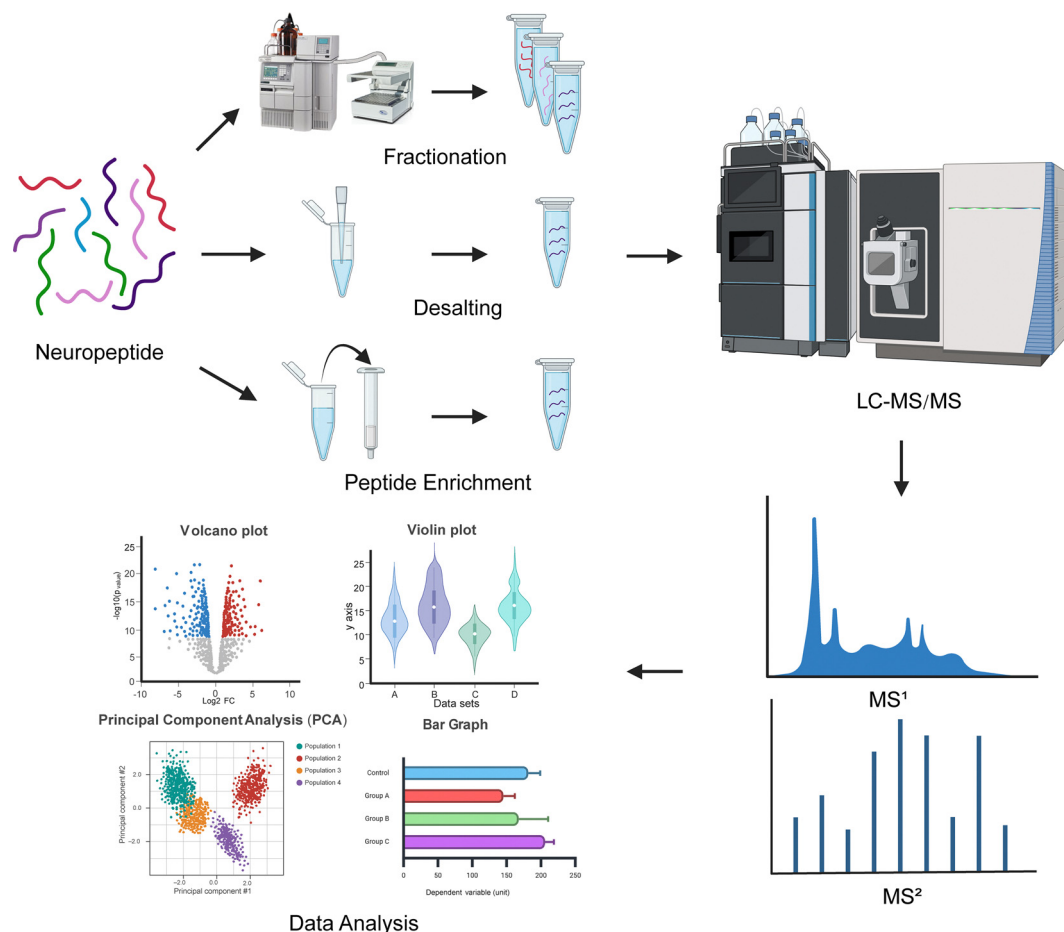 Fractionation
Neuropeptide
Desalting
Peptide Enrichment
LC-MS/MS
MS¹
MS²
Volcano plot
-log10(p value)
25
20
15
10
0
-10 -5 0 5 10
Log2 FC
Violin plot
y axis
25
20
15
10
5
0
A B C D
Data sets
Principal Component Analysis (PCA)
Principal component #2
2.0
0.0
−2.0
−2.0 0.0 2.0
Principal component #1
Population 1
Population 2
Population 3
Population 4
Bar Graph
Control
Group A
Group B
Group C
0 50 100 150 200 250
Dependent variable (unit)
Data Analysis